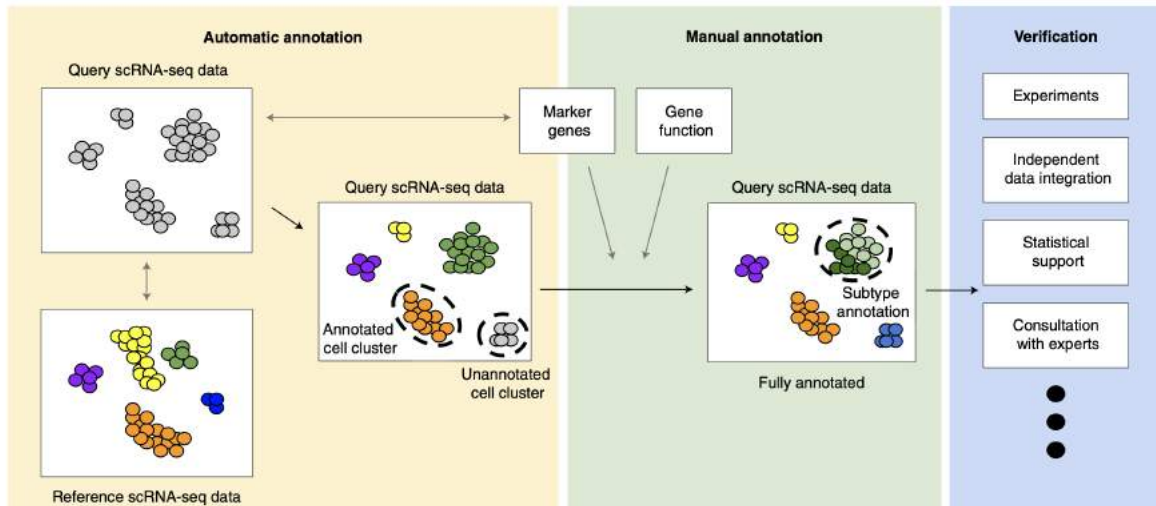 Automatic annotation
Manual annotation
Verification
Query scRNA-seq data
Marker
genes
Gene
function
Experiments
Independent
data integration
Query scRNA-seq data
Query scRNA-seq data
Annotated
cell cluster
Unannotated
cell cluster
Subtype
annotation
Fully annotated
Statistical
support
Consultation
with experts
Reference scRNA-seq data